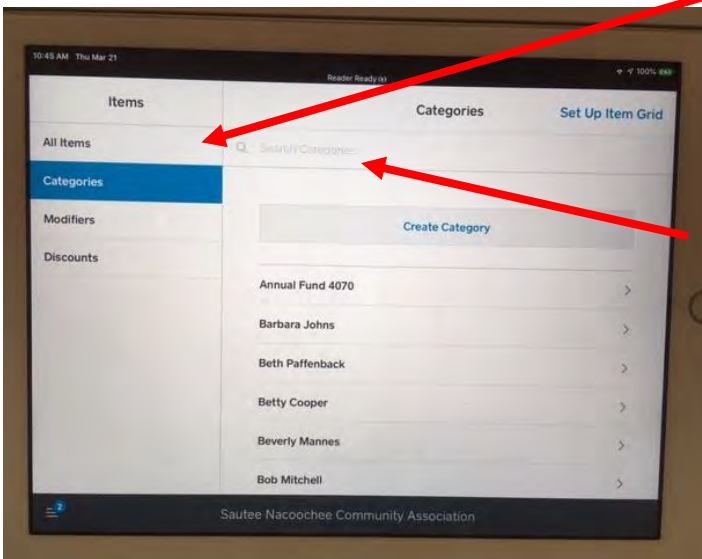 10:45 AM Thu Mar 21
Reader Ready (x)
100%
Items
Categories
Set Up Item Grid
All Items
Search Categories
Categories
Modifiers
Create Category
Discounts
Annual Fund 4070
Barbara Johns
Beth Paffenback
Betty Cooper
Beverly Mannes
Bob Mitchell
2
Sautee Nacoochee Community Association